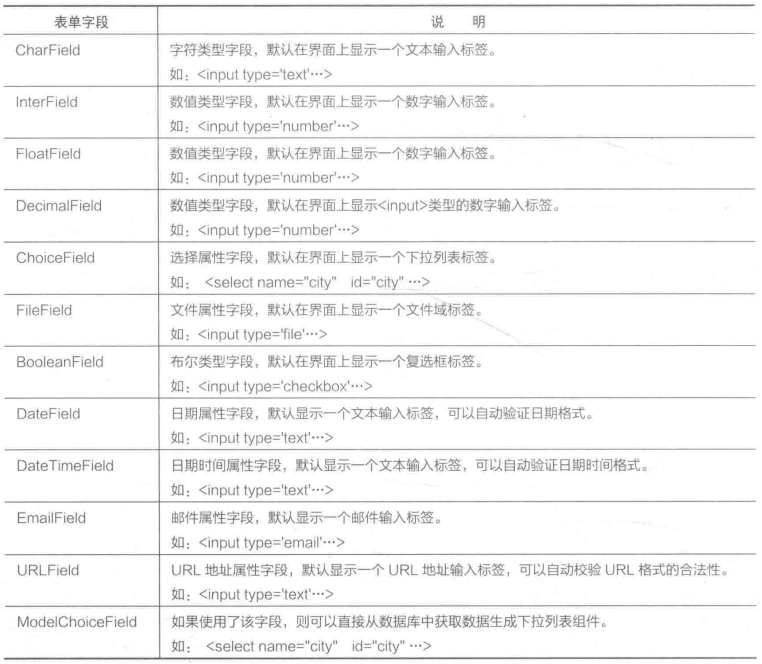 表单字段 说 明
CharField 字符类型字段，默认在界面上显示一个文本输入标签。
如：<input type='text'…>
InterField 数值类型字段，默认在界面上显示一个数字输入标签。
如：<input type='number'…>
FloatField 数值类型字段，默认在界面上显示一个数字输入标签。
如：<input type='number'…>
DecimalField 数值类型字段，默认在界面上显示<input>类型的数字输入标签。
如：<input type='number'…>
ChoiceField 选择属性字段，默认在界面上显示一个下拉列表标签。
如： <select name="city" id="city" …>
FileField 文件属性字段，默认在界面上显示一个文件域标签。
如：<input type='file'…>
BooleanField 布尔类型字段，默认在界面上显示一个复选框标签。
如：<input type='checkbox'…>
DateField 日期属性字段，默认显示一个文本输入标签，可以自动验证日期格式。
如：<input type='text'…>
DateTimeField 日期时间属性字段，默认显示一个文本输入标签，可以自动验证日期时间格式。
如：<input type='text'…>
EmailField 邮件属性字段，默认显示一个邮件输入标签。
如：<input type='email'…>
URLField URL 地址属性字段，默认显示一个 URL 地址输入标签，可以自动校验 URL 格式的合法性。
如：<input type='text'…>
ModelChoiceField 如果使用了该字段，则可以直接从数据库中获取数据生成下拉列表组件。
如： <select name="city" id="city" …>